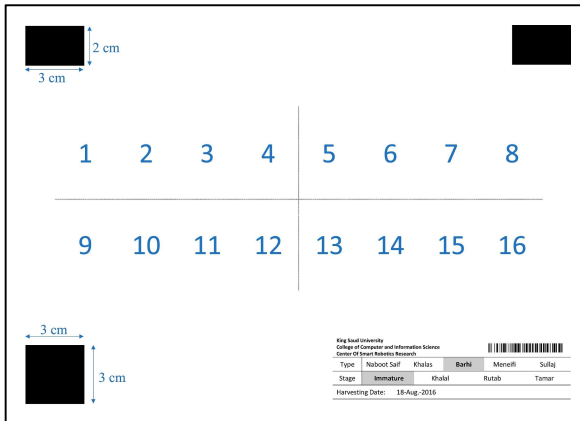 2 cm
3 cm
1 2 3 4 5 6 7 8
9 10 11 12 13 14 15 16
3 cm
3 cm
King Saud University
College of Computer and Information Science
Center Of Smart Robotics Research
Type Naboot Saif Khalas Barhi Meneifi Sullaj
Stage Immature Khalal Rutab Tamar
Harvesting Date: 18-Aug.-2016